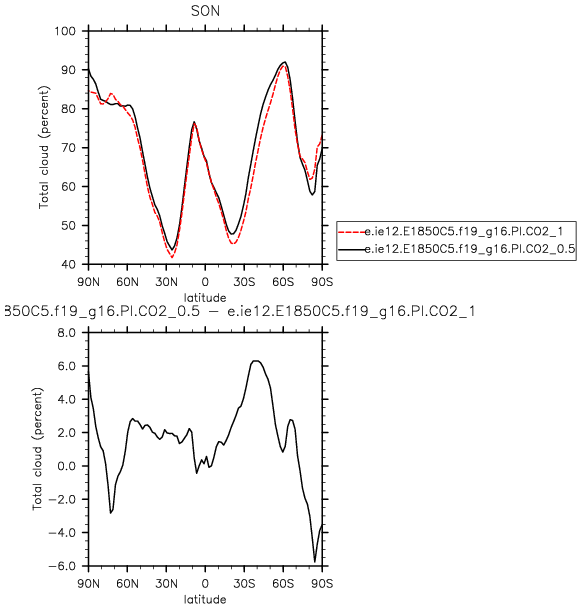 SON
100
90
80
70
60
50
40
Total cloud (percent)
90N 60N 30N 0 30S 60S 90S
latitude
e.ie12.E1850C5.f19_g16.PI.CO2_1
e.ie12.E1850C5.f19_g16.PI.CO2_0.5
850C5.f19_g16.PI.CO2_0.5 − e.ie12.E1850C5.f19_g16.PI.CO2_1
8.0
6.0
4.0
2.0
0.0
−2.0
−4.0
−6.0
Total cloud (percent)
90N 60N 30N 0 30S 60S 90S
latitude